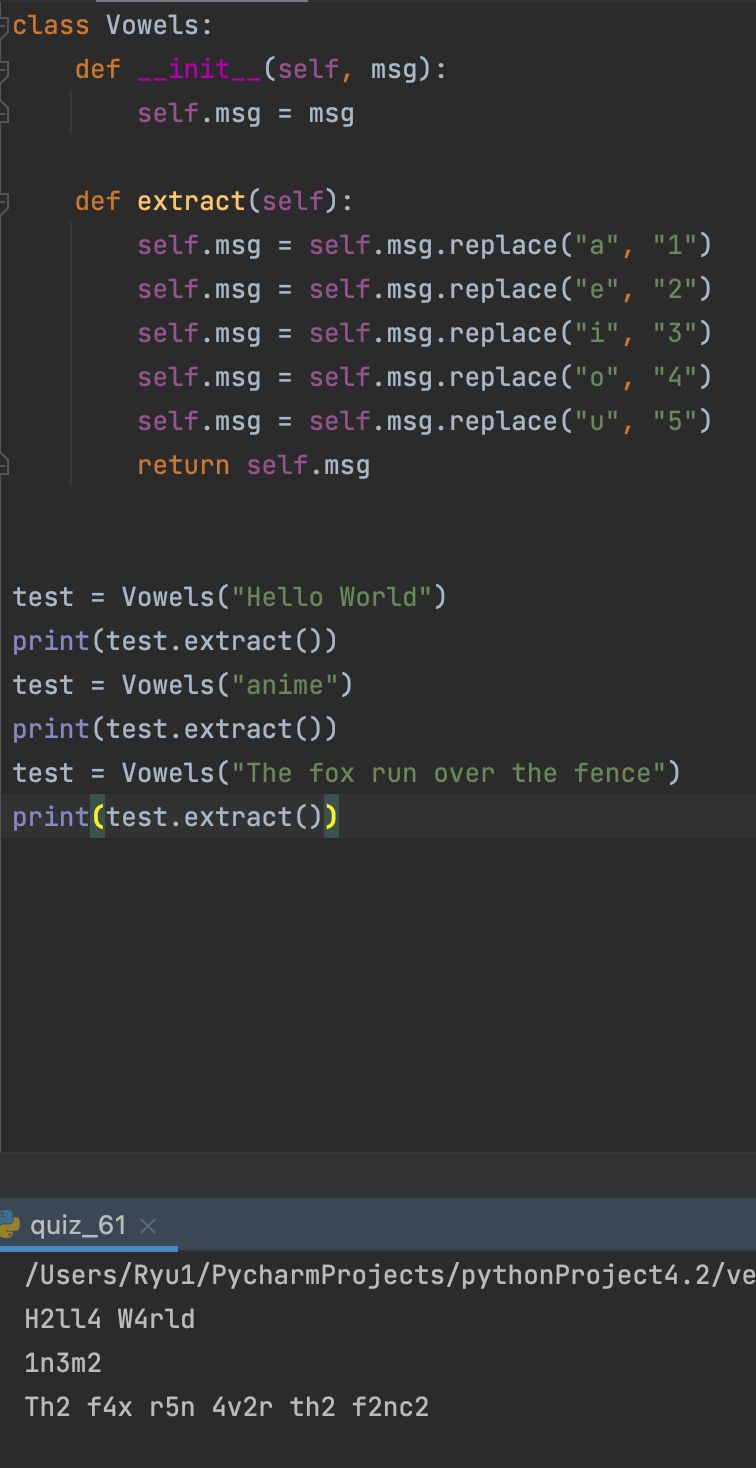 class Vowels:
    def __init__(self, msg):
        self.msg = msg

    def extract(self):
        self.msg = self.msg.replace("a", "1")
        self.msg = self.msg.replace("e", "2")
        self.msg = self.msg.replace("i", "3")
        self.msg = self.msg.replace("o", "4")
        self.msg = self.msg.replace("u", "5")
        return self.msg


test = Vowels("Hello World")
print(test.extract())
test = Vowels("anime")
print(test.extract())
test = Vowels("The fox run over the fence")
print(test.extract())
quiz_61 ×
/Users/Ryu1/PycharmProjects/pythonProject4.2/ve
H2ll4 W4rld
1n3m2
Th2 f4x r5n 4v2r th2 f2nc2